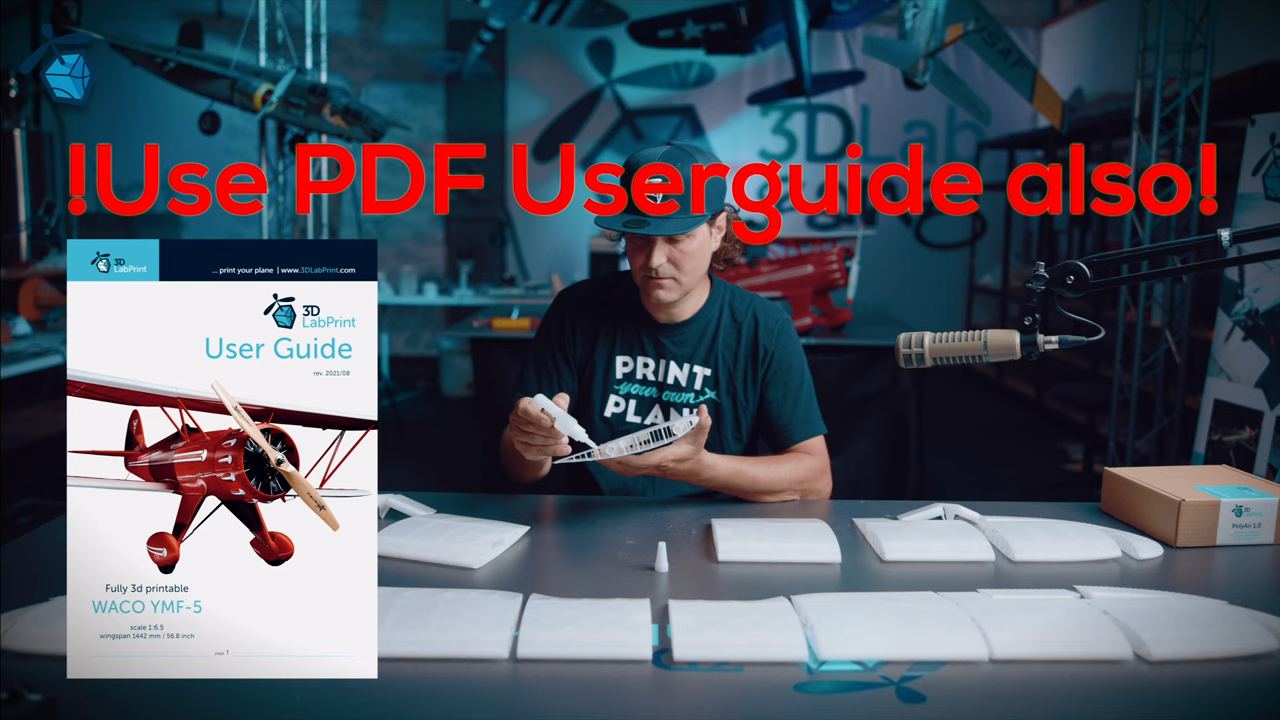 !Use PDF Userguide also!
3DLab
USAF
3D
LabPrint
... print your plane | www.3DLabPrint.com
3D
LabPrint
User Guide
rev. 2021/08
Fully 3d printable
WACO YMF-5
scale 1:6.5
wingspan 1442 mm / 56.8 inch
page 1
PRINT
your own
PLANE
PolyAir 1.0